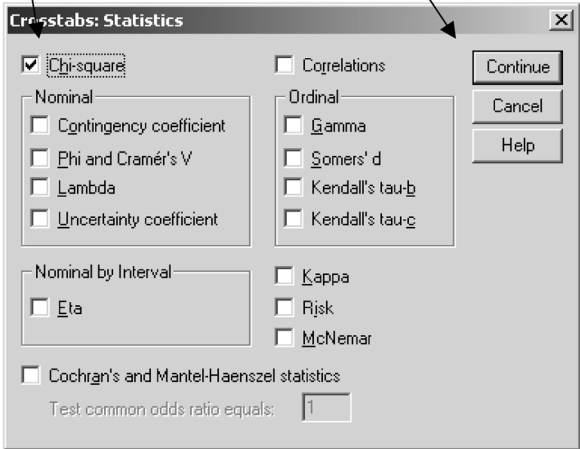 Crosstabs: Statistics
Chi-square
Correlations
Continue
Nominal
Ordinal
Cancel
Contingency coefficient
Gamma
Help
Phi and Cramér's V
Somers' d
Lambda
Kendall's tau-b
Uncertainty coefficient
Kendall's tau-c
Nominal by Interval
Kappa
Eta
Risk
McNemar
Cochran's and Mantel-Haenszel statistics
Test common odds ratio equals: 1